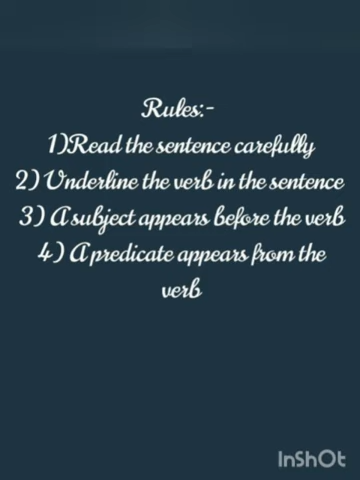 Rules:-
1)Read the sentence carefully
2) Underline the verb in the sentence
3) A subject appears before the verb
4) A predicate appears from the
verb
InShOt